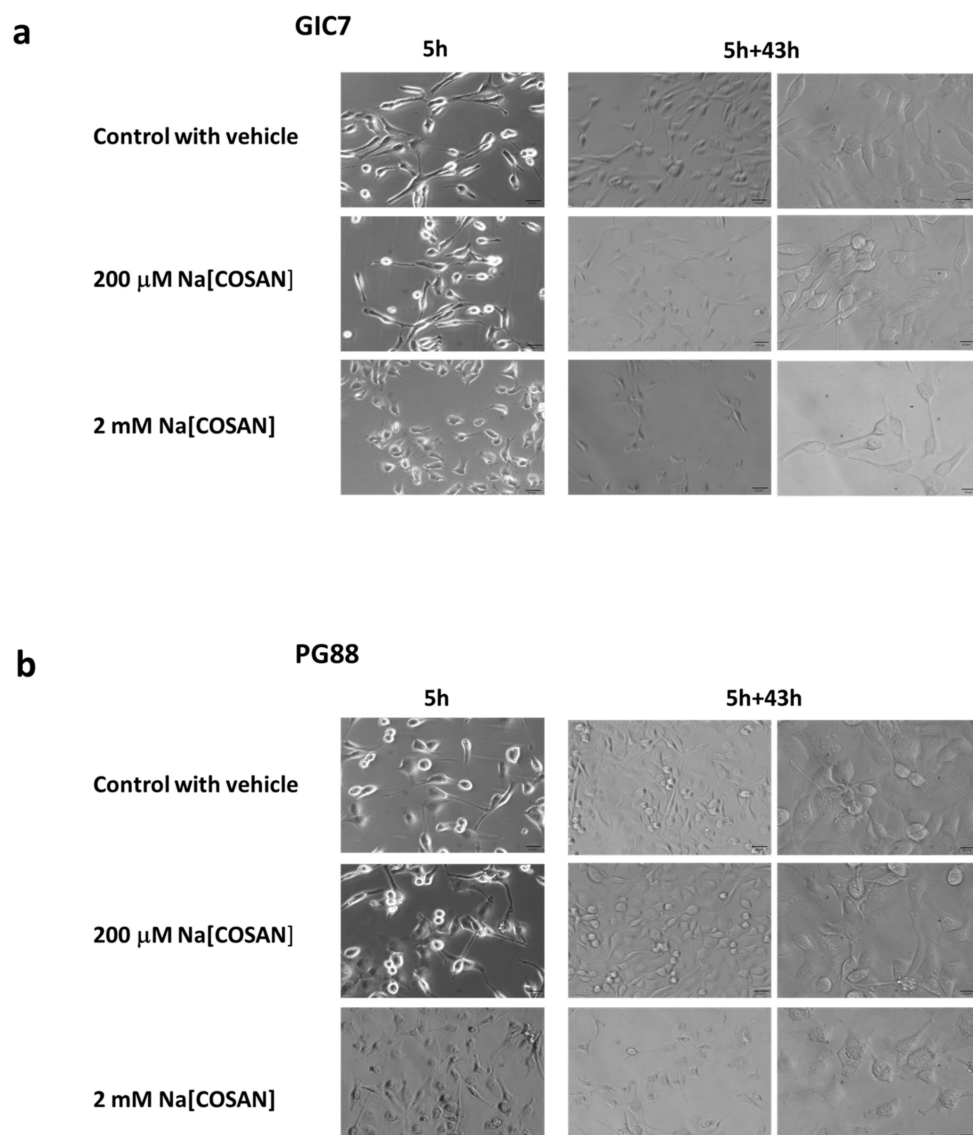 a
GIC7
5h
5h+43h
Control with vehicle
200 μM Na[COSAN]
2 mM Na[COSAN]
b
PG88
5h
5h+43h
Control with vehicle
200 μM Na[COSAN]
2 mM Na[COSAN]